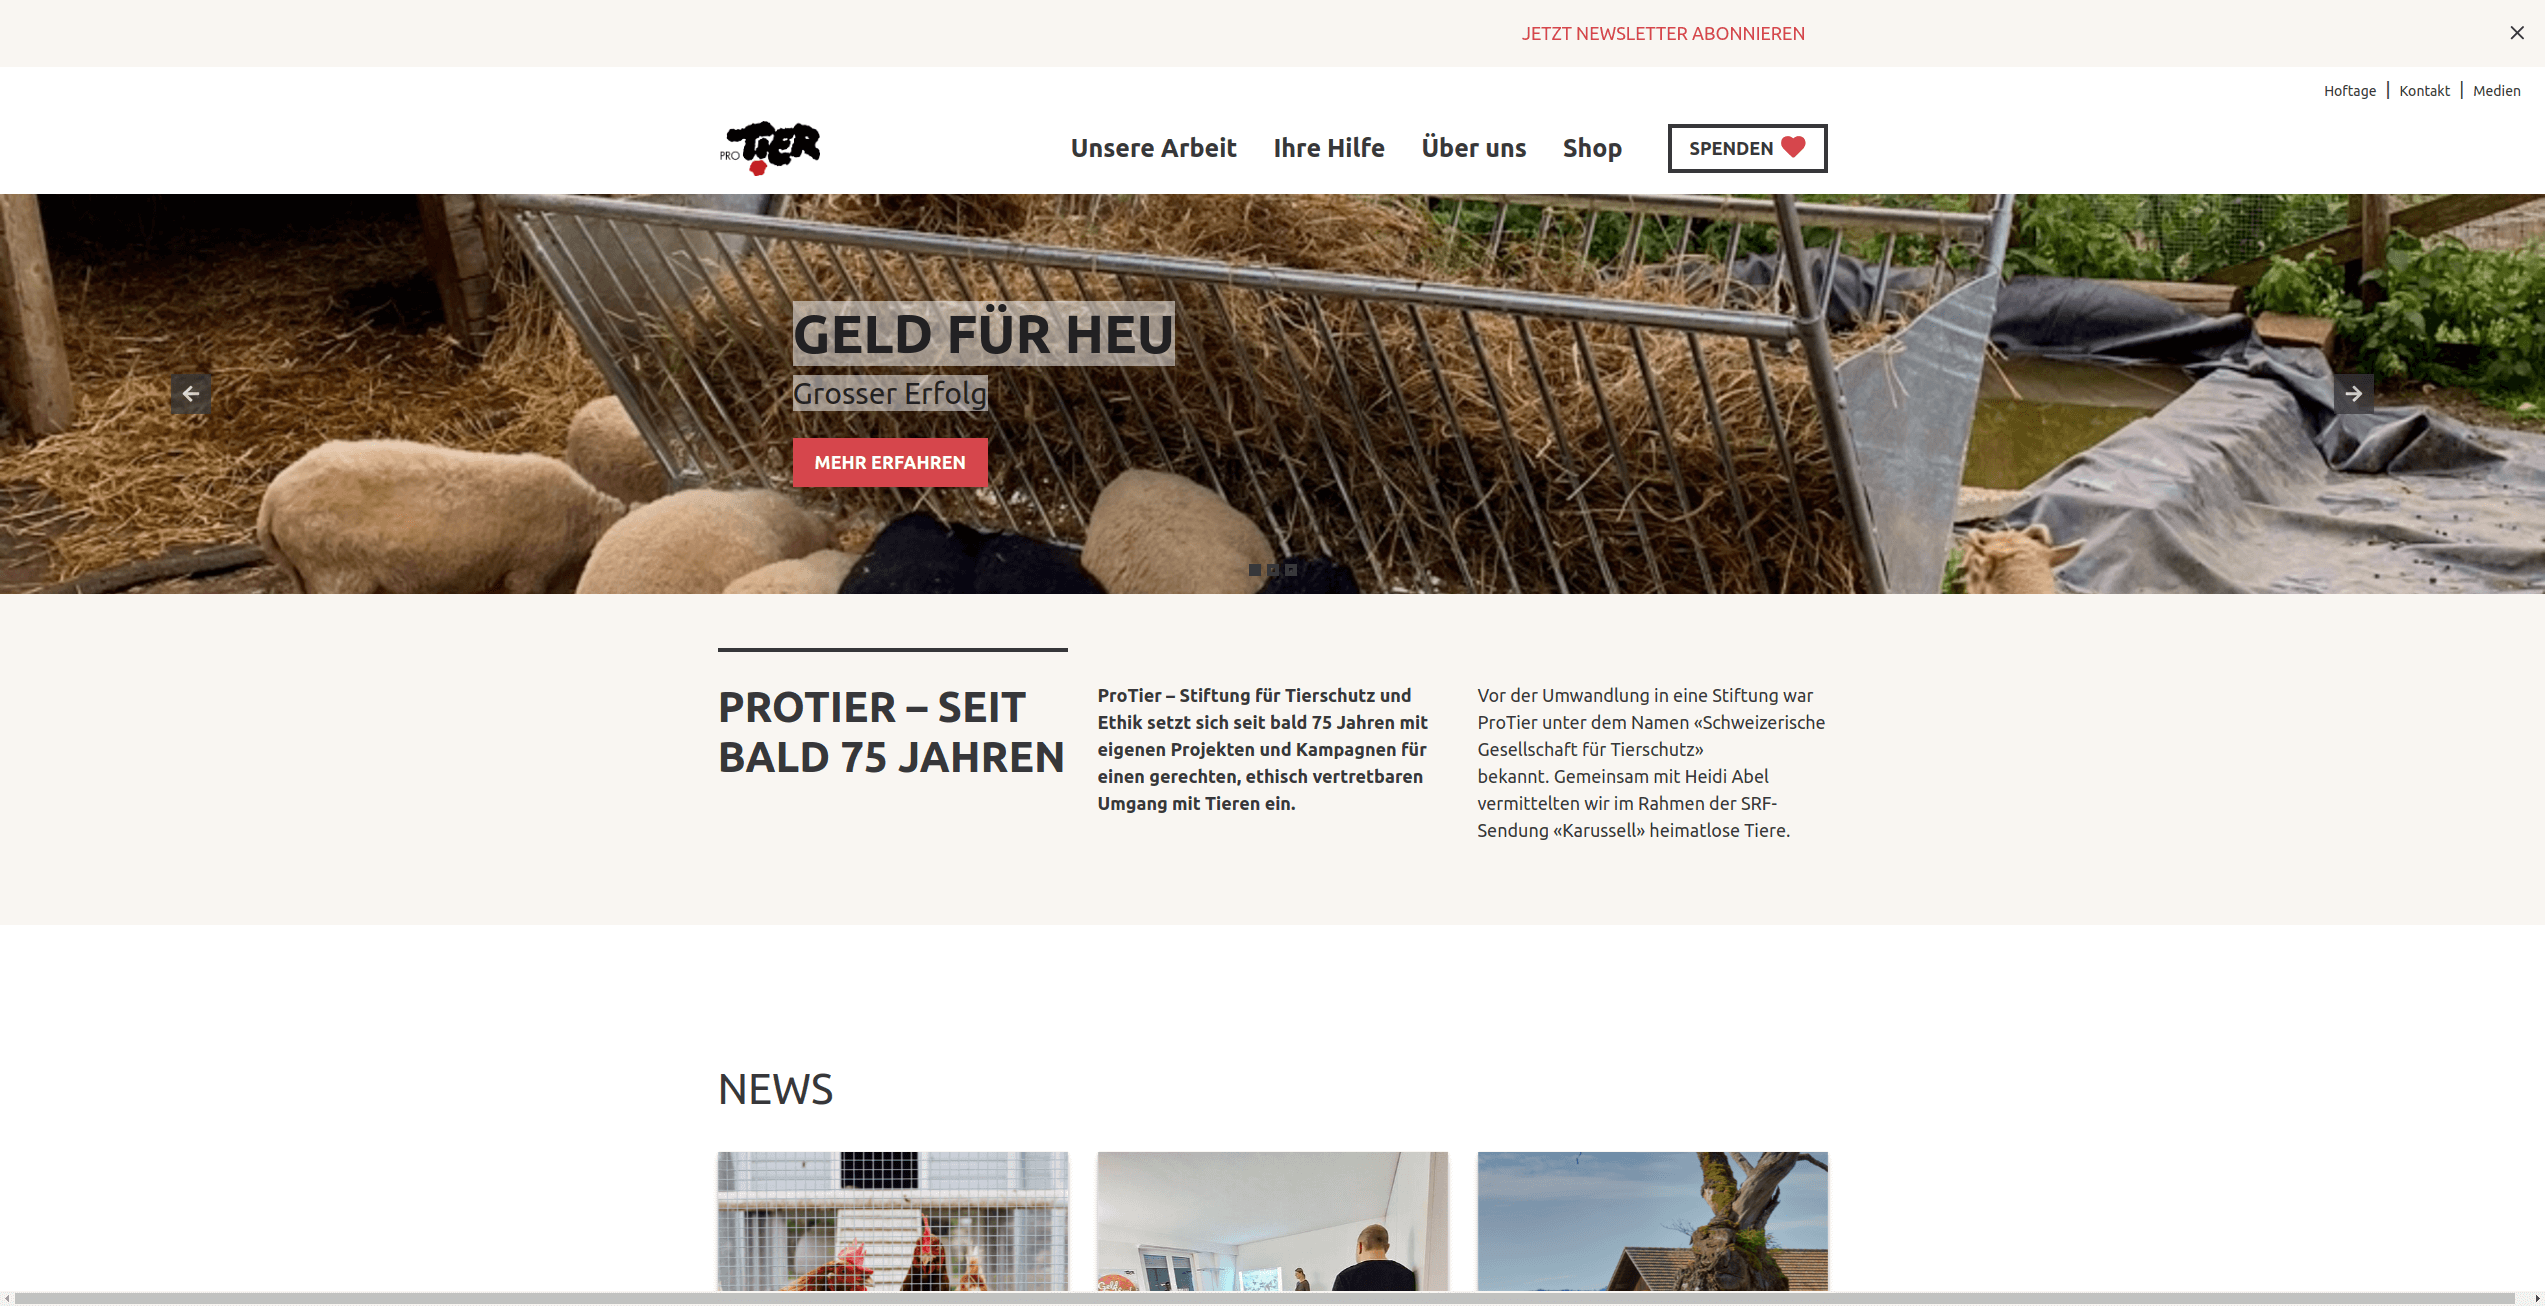 JETZT NEWSLETTER ABONNIEREN
Hoftage | Kontakt | Medien
PRO TIER
Unsere Arbeit
Ihre Hilfe
Über uns
Shop
SPENDEN
GELD FÜR HEU
Grosser Erfolg
MEHR ERFAHREN
PROTIER – SEIT
BALD 75 JAHREN
ProTier – Stiftung für Tierschutz und
Ethik setzt sich seit bald 75 Jahren mit
eigenen Projekten und Kampagnen für
einen gerechten, ethisch vertretbaren
Umgang mit Tieren ein.
Vor der Umwandlung in eine Stiftung war
ProTier unter dem Namen «Schweizerische
Gesellschaft für Tierschutz»
bekannt. Gemeinsam mit Heidi Abel
vermittelten wir im Rahmen der SRF-
Sendung «Karussell» heimatlose Tiere.
NEWS